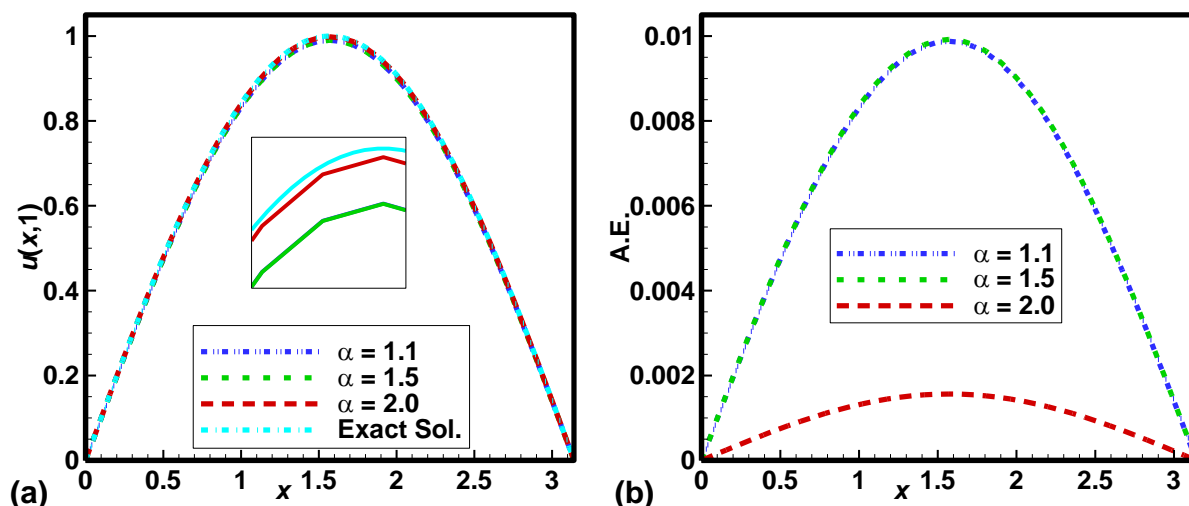 1
0.8
0.6
0.4
0.2
0
u(x,1)
α = 1.1
α = 1.5
α = 2.0
Exact Sol.
0 0.5 1 1.5 2 2.5 3
x
(a)
0.01
0.008
0.006
0.004
0.002
0
A.E.
α = 1.1
α = 1.5
α = 2.0
0 0.5 1 1.5 2 2.5 3
x
(b)